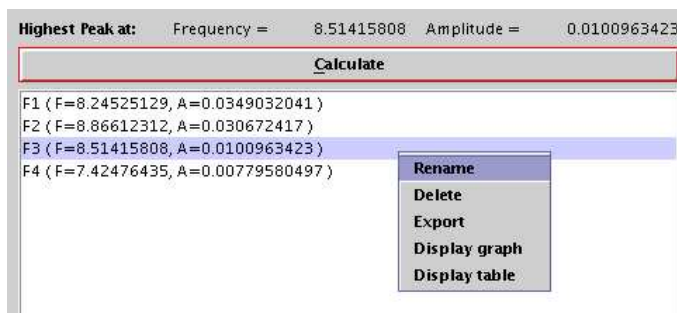 Highest Peak at: Frequency = 8.51415808 Amplitude = 0.0100963423
Calculate
F1 ( F=8.24525129, A=0.0349032041 )
F2 ( F=8.86612312, A=0.030672417 )
F3 ( F=8.51415808, A=0.0100963423 )
F4 ( F=7.42476435, A=0.00779580497 )
Rename
Delete
Export
Display graph
Display table